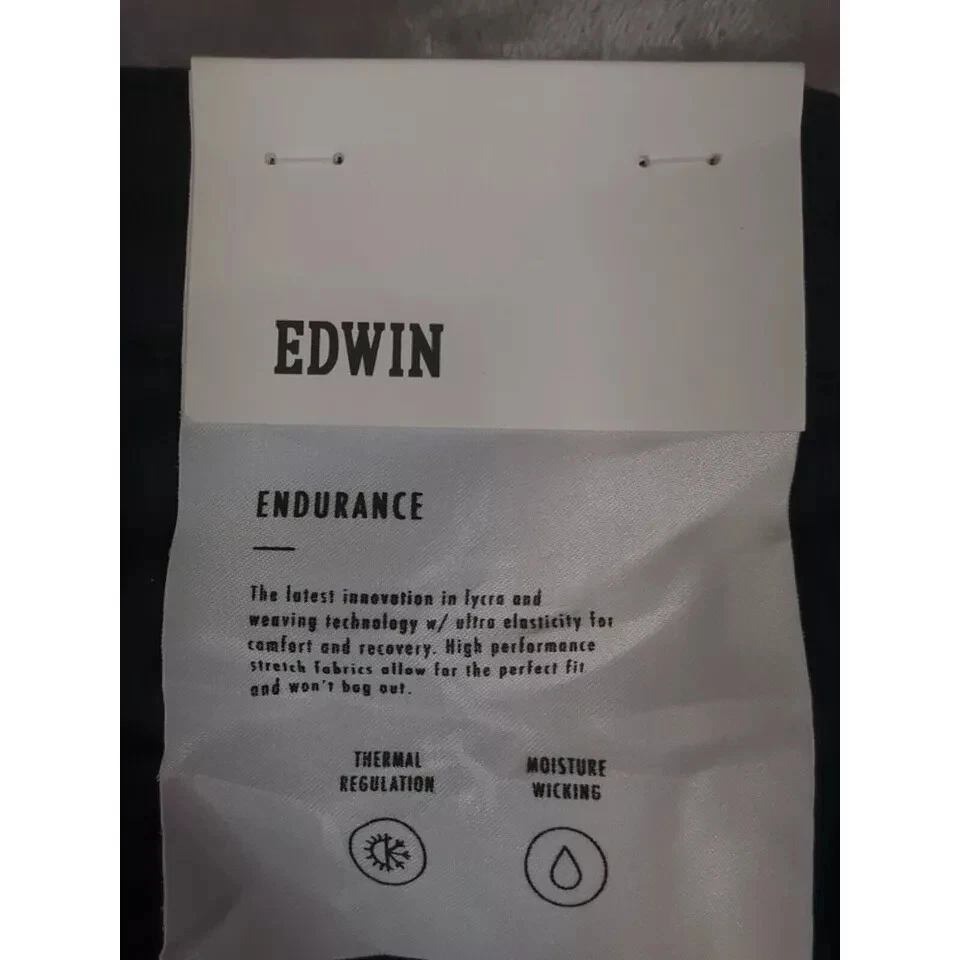 EDWIN
ENDURANCE
The latest innovation in lycra and
weaving technology w/ ultra elasticity for
comfort and recovery. High performance
stretch fabrics allow for the perfect fit
and won't bag out.
THERMAL
REGULATION
MOISTURE
WICKING